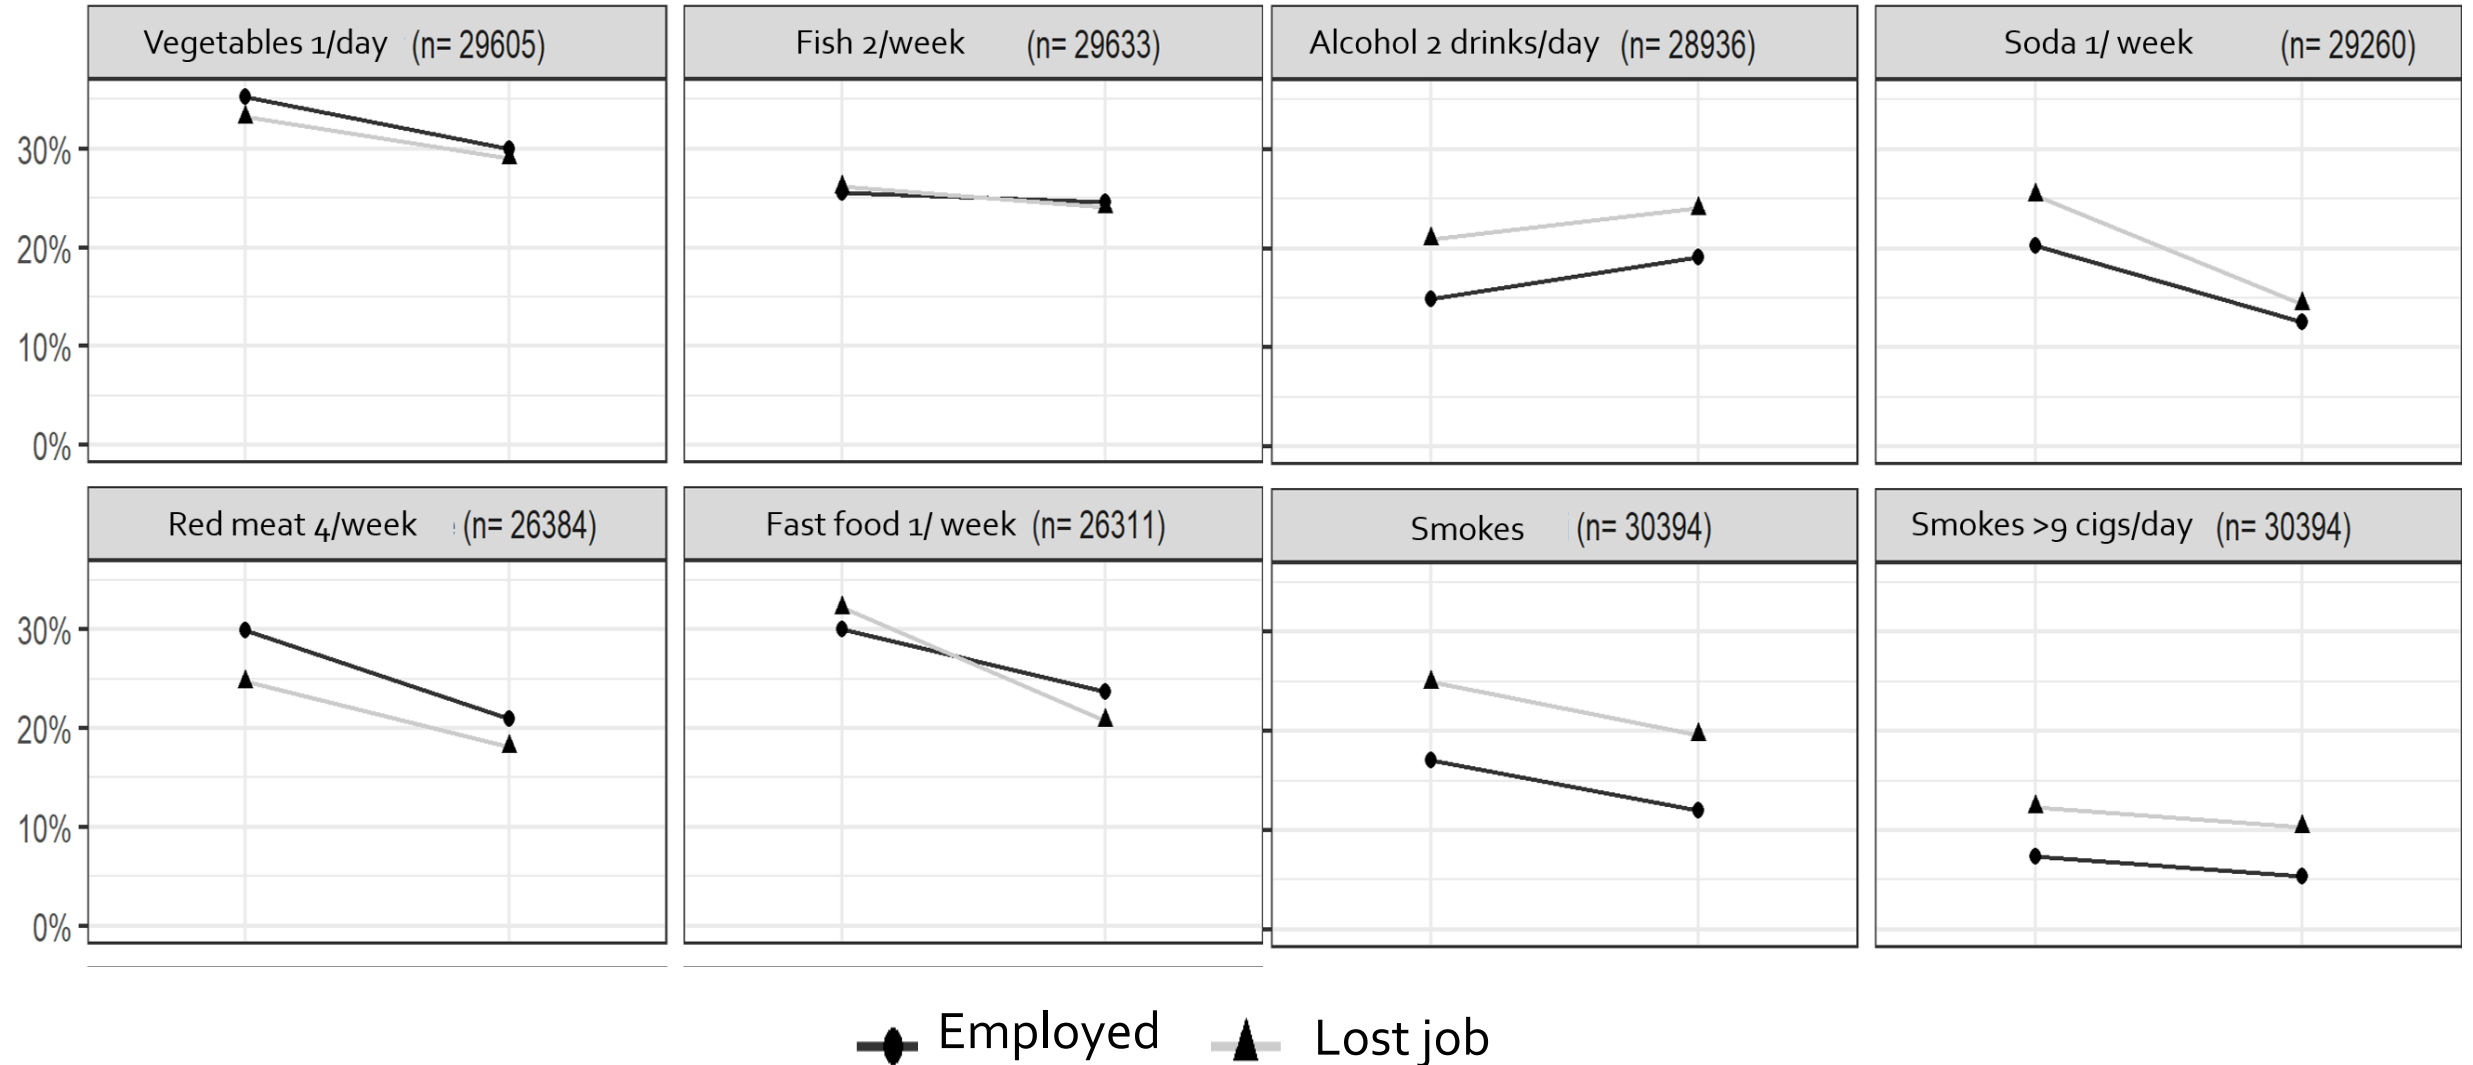 Vegetables 1/day (n= 29605)
Fish 2/week (n= 29633)
Alcohol 2 drinks/day (n= 28936)
Soda 1/ week (n= 29260)
30%
20%
10%
0%
Red meat 4/week (n= 26384)
Fast food 1/ week (n= 26311)
Smokes (n= 30394)
Smokes >9 cigs/day (n= 30394)
30%
20%
10%
0%
Employed
Lost job